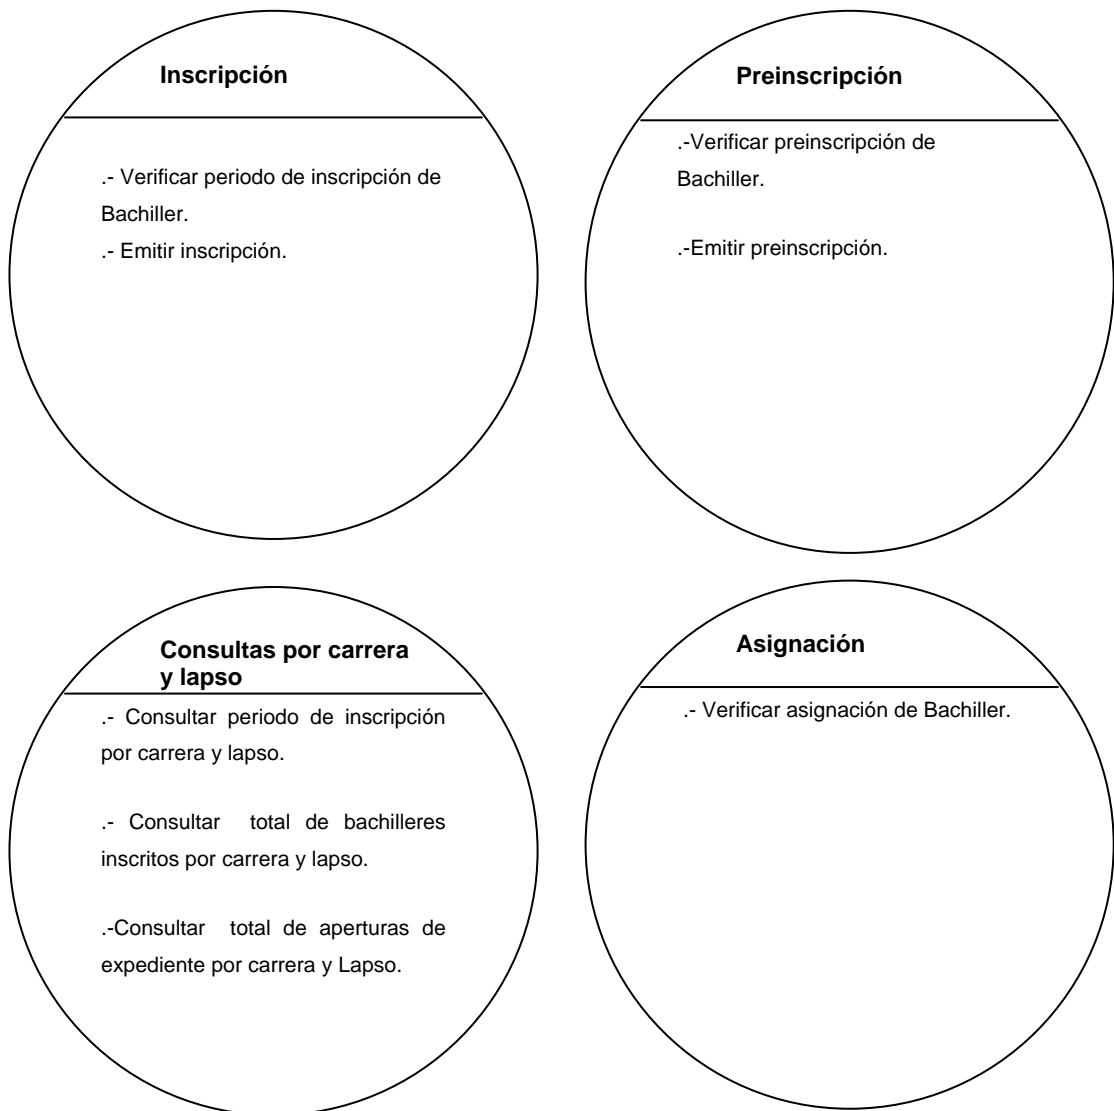 Inscripción
.- Verificar periodo de inscripción de
Bachiller.
.- Emitir inscripción.
Preinscripción
.-Verificar preinscripción de
Bachiller.
.-Emitir preinscripción.
Consultas por carrera
y lapso
.- Consultar periodo de inscripción
por carrera y lapso.
.- Consultar total de bachilleres
inscritos por carrera y lapso.
.-Consultar total de aperturas de
expediente por carrera y Lapso.
Asignación
.- Verificar asignación de Bachiller.